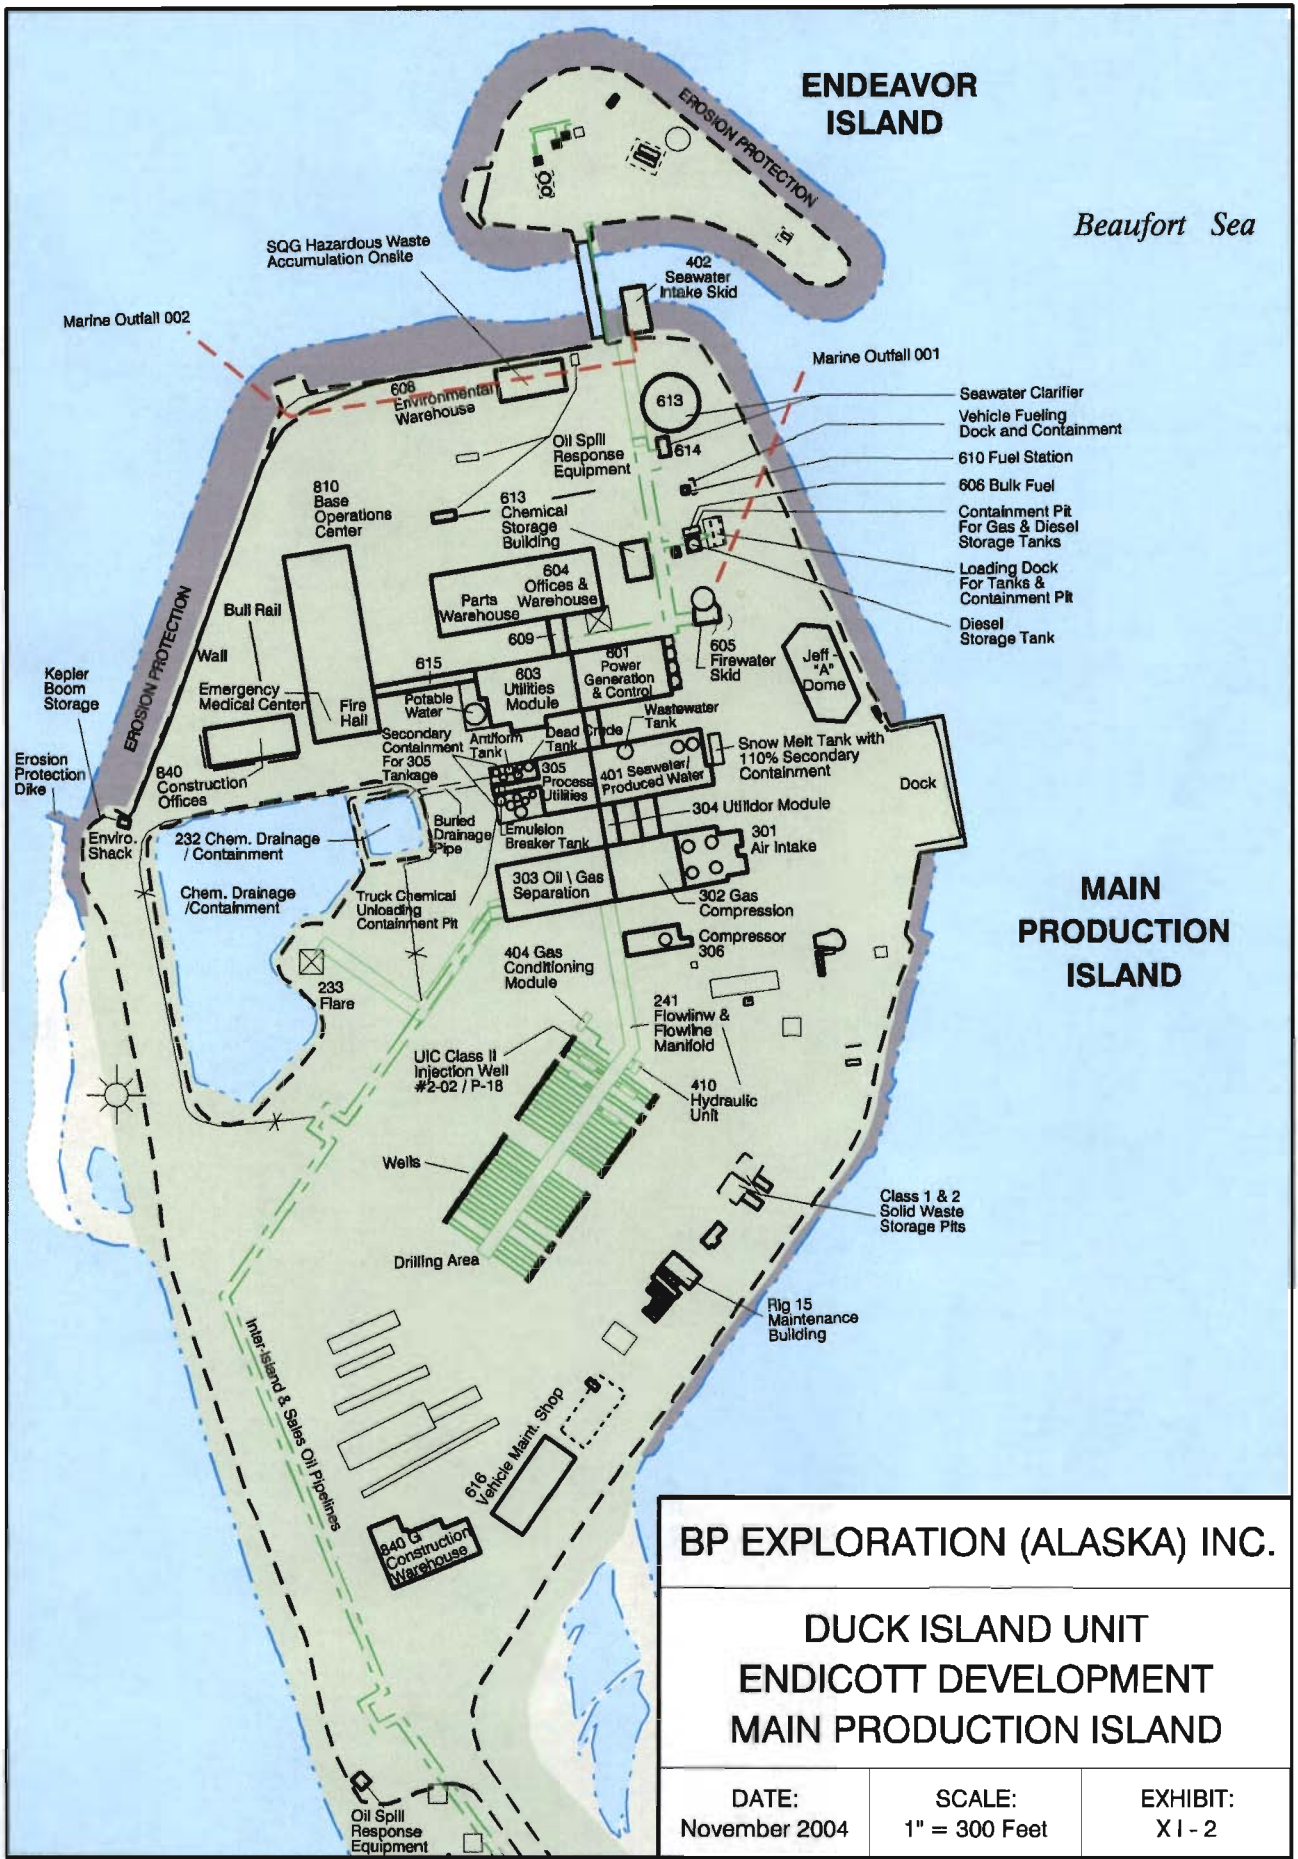 ENDEAVOR
ISLAND
EROSION PROTECTION
Beaufort Sea
SQG Hazardous Waste
Accumulation Onsite
402
Seawater
Intake Skid
Marine Outfall 002
Marine Outfall 001
608
Environmental
Warehouse
613
614
Seawater Clarifier
Vehicle Fueling
Dock and Containment
610 Fuel Station
606 Bulk Fuel
Containment Pit
For Gas & Diesel
Storage Tanks
Loading Dock
For Tanks &
Containment Pit
Diesel
Storage Tank
Oil Spill
Response
Equipment
810
Base
Operations
Center
613
Chemical
Storage
Building
604
Offices &
Warehouse
Parts
Warehouse
609
EROSION PROTECTION
Bull Rail
Wall
Emergency
Medical Center
Fire
Hall
615
Potable
Water
603
Utilities
Module
601
Power
Generation
& Control
605
Firewater
Skid
Jeff
"A"
Dome
Kepler
Boom
Storage
Erosion
Protection
Dike
Enviro.
Shack
840
Construction
Offices
Secondary
Containment
For 305
Tankage
Antiform
Tank
Dead Crude
Tank
Wastewater
Tank
305
Process
Utilities
401 Seawater/
Produced Water
Snow Melt Tank with
110% Secondary
Containment
Dock
232 Chem. Drainage
/ Containment
Buried
Drainage
Pipe
Emulsion
Breaker Tank
304 Utilidor Module
301
Air Intake
Chem. Drainage
/Containment
Truck Chemical
Unloading
Containment Pit
303 Oil \ Gas
Separation
302 Gas
Compression
MAIN
PRODUCTION
ISLAND
Compressor
306
404 Gas
Conditioning
Module
233
Flare
241
Flowlinw &
Flowline
Manifold
UIC Class II
Injection Well
#2-02 / P-18
410
Hydraulic
Unit
Wells
Class 1 & 2
Solid Waste
Storage Pits
Drilling Area
Rig 15
Maintenance
Building
Inter-Island & Sales Oil Pipelines
616
Vehicle Maint. Shop
840 G
Construction
Warehouse
Oil Spill
Response
Equipment
BP EXPLORATION (ALASKA) INC.
DUCK ISLAND UNIT
ENDICOTT DEVELOPMENT
MAIN PRODUCTION ISLAND
DATE:
November 2004
SCALE:
1" = 300 Feet
EXHIBIT:
X I - 2